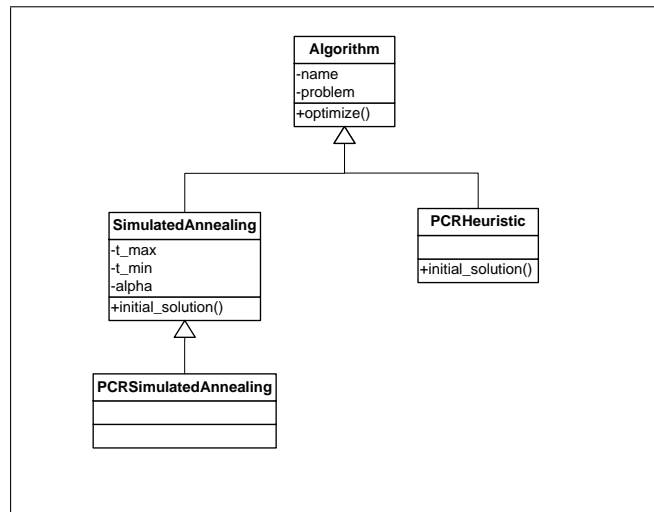 Algorithm
-name
-problem
+optimize()
SimulatedAnnealing
-t_max
-t_min
-alpha
+initial_solution()
PCRHeuristic
+initial_solution()
PCRSimulatedAnnealing